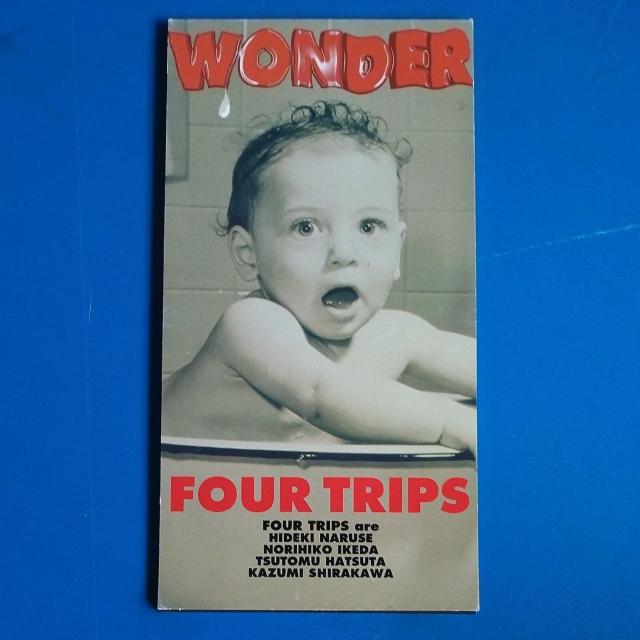 WONDER
FOUR TRIPS
FOUR TRIPS are
HIDEKI NARUSE
NORIHIKO IKEDA
TSUTOMU HATSUTA
KAZUMI SHIRAKAWA